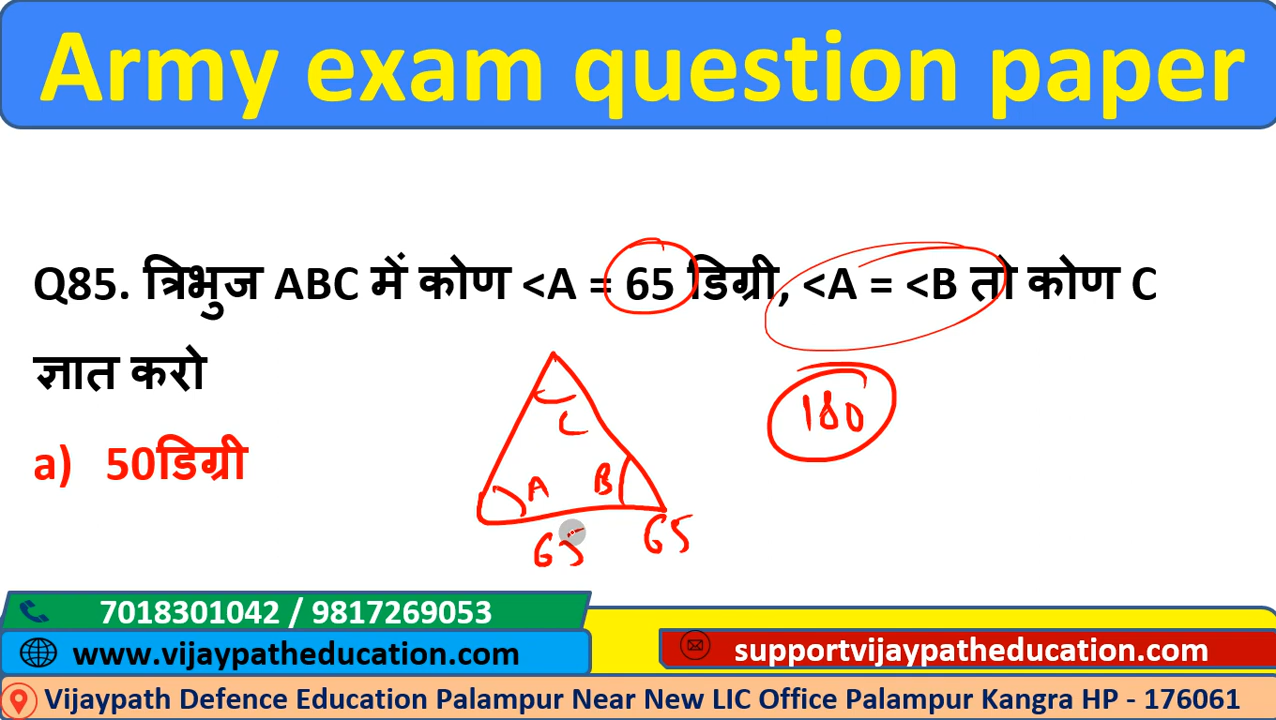 Army exam question paper
Q85. त्रिभुज ABC में कोण <A = 65 डिग्री, <A = <B तो कोण C
ज्ञात करो
180
C
a) 50डिग्री
A B
65 65
7018301042 / 9817269053
www.vijaypatheducation.com
supportvijaypatheducation.com
Vijaypath Defence Education Palampur Near New LIC Office Palampur Kangra HP - 176061